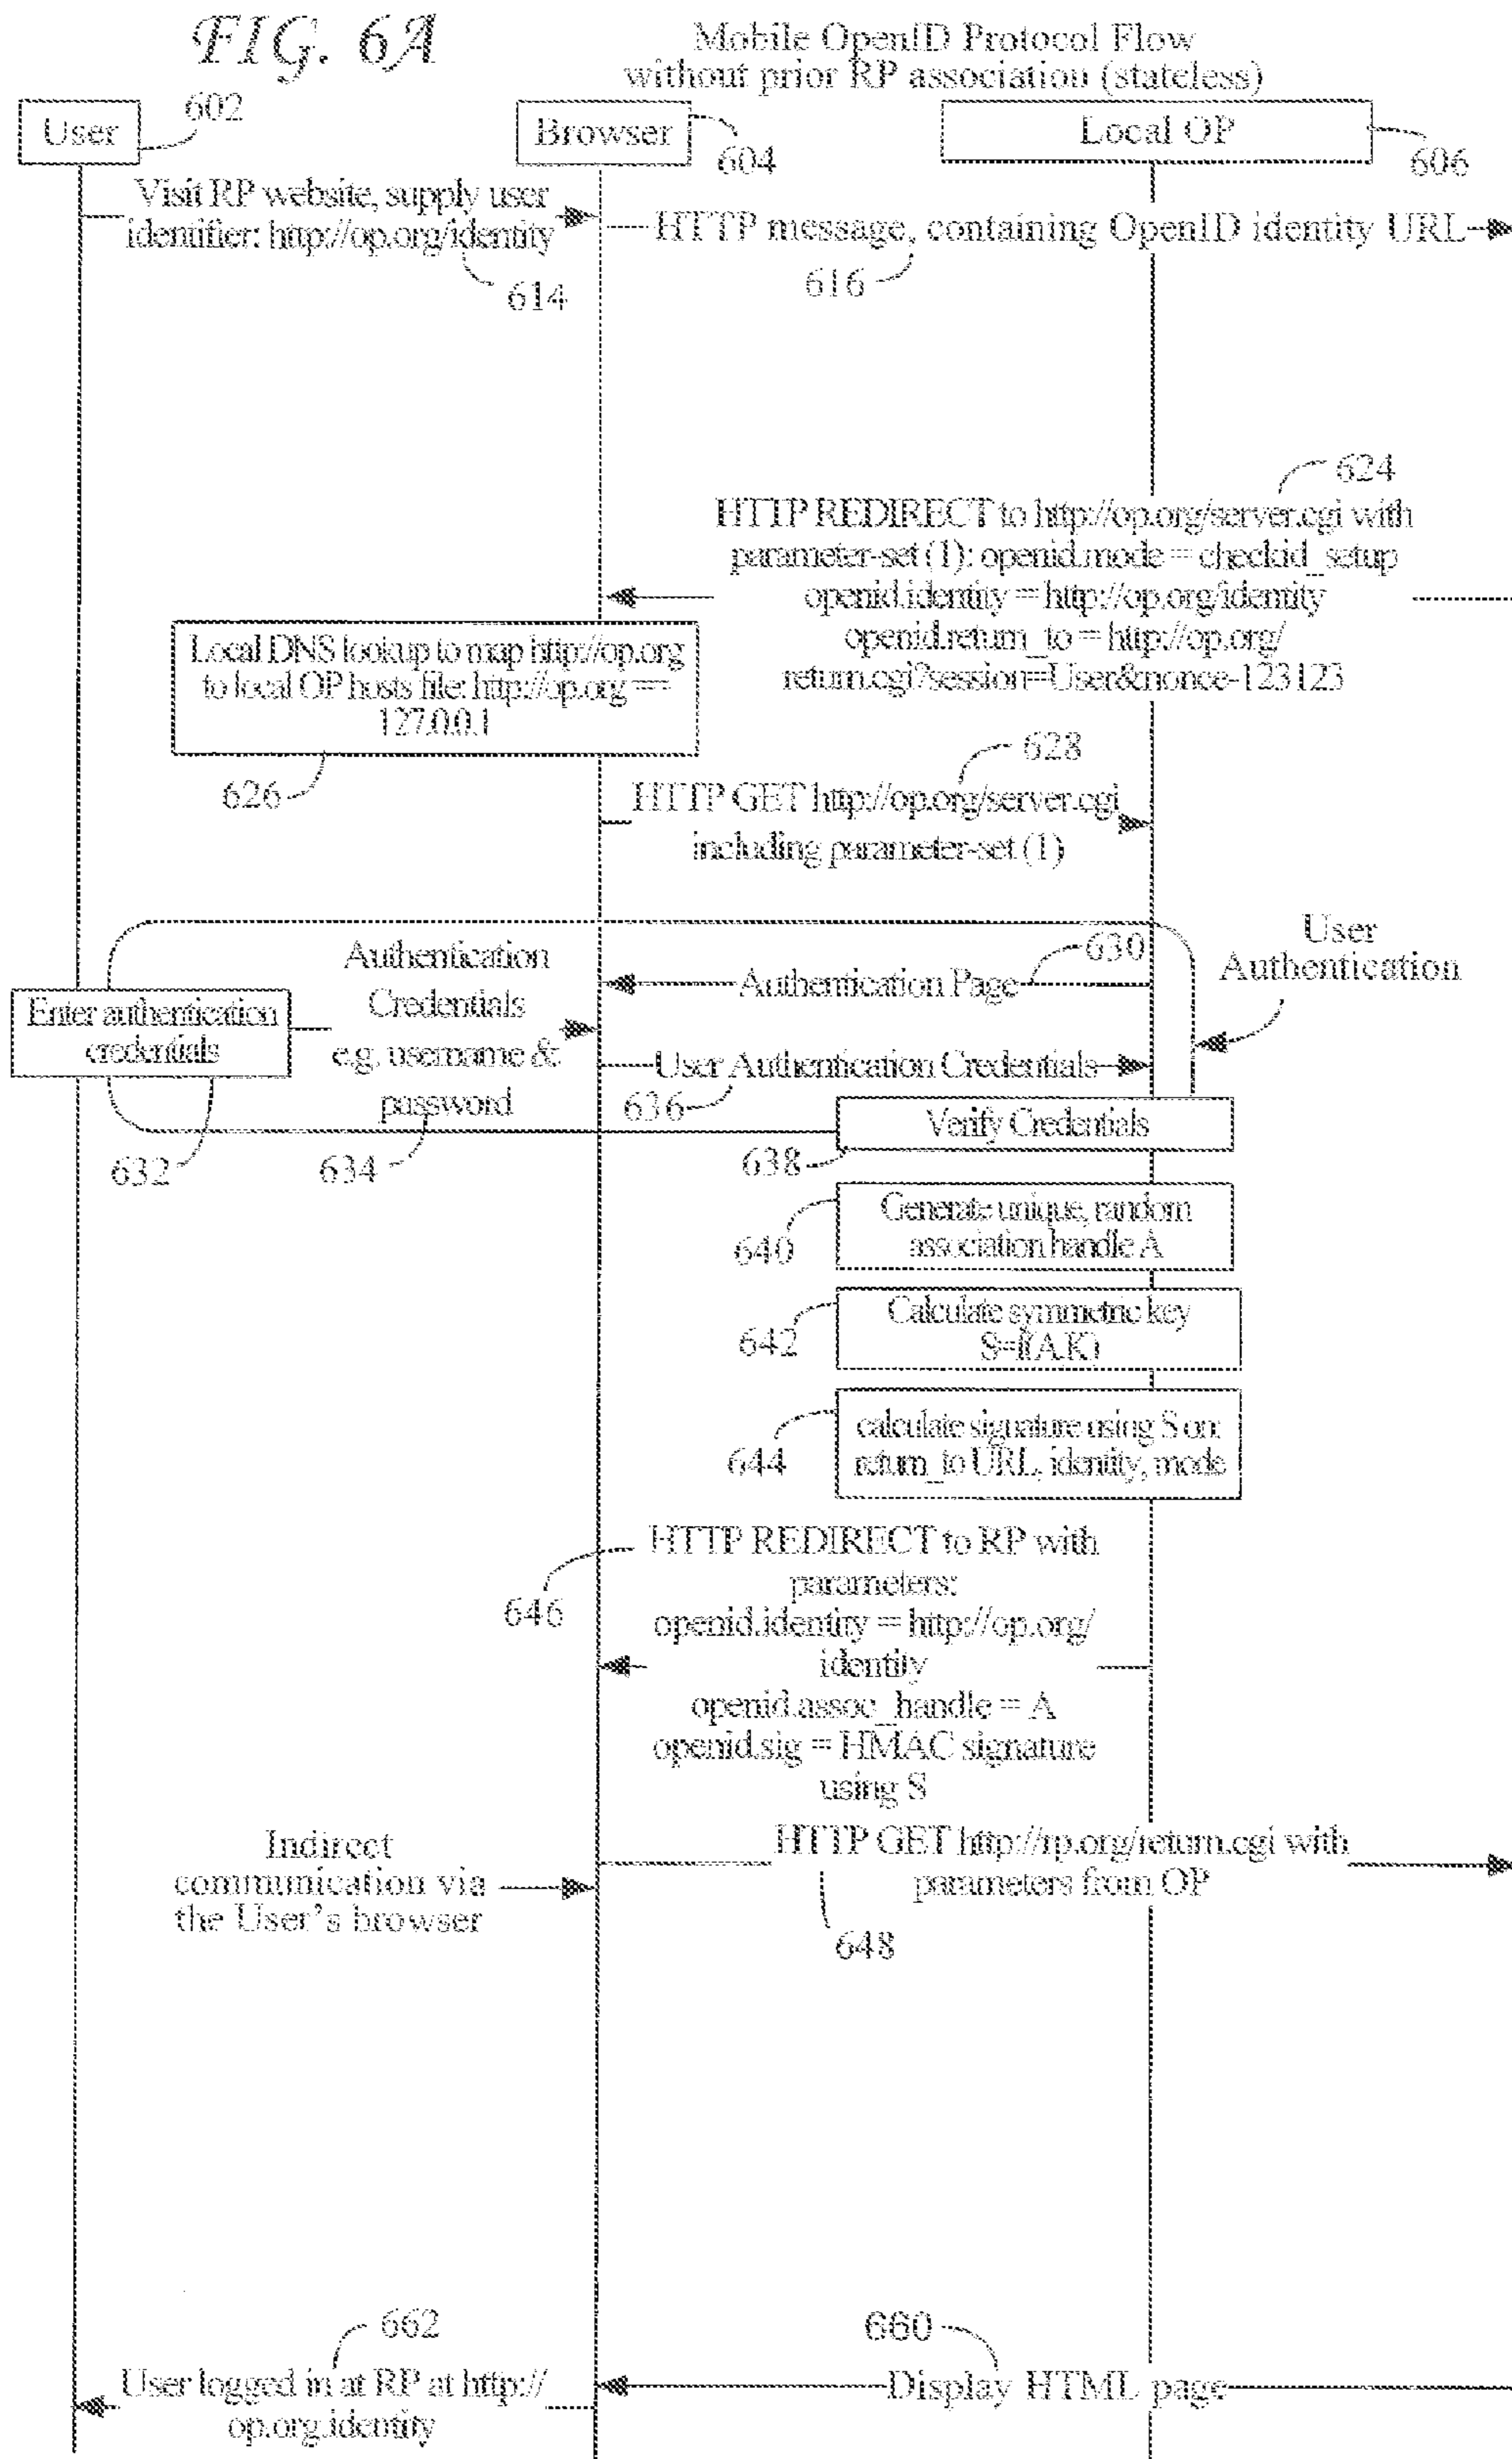 FIG. 6A
Mobile OpenID Protocol Flow
without prior RP association (stateless)
User
602
Browser
604
Local OP
606
Visit RP website, supply user
identifier: http://op.org/identity
614
HTTP message, containing OpenID identity URL
616
624
HTTP REDIRECT to http://op.org/server.cgi with
parameter-set (1): openid.mode = checkid_setup
openid.identity = http://op.org/identity
openid.return_to = http://op.org/
return.cgi?session=User&nonce-123123
Local DNS lookup to map http://op.org
to local OP hosts file: http://op.org ==
127.0.0.1
626
628
HTTP GET http://op.org/server.cgi
including parameter-set (1)
User
Authentication
630
Authentication Page
Enter authentication
credentials
632
Authentication
Credentials
e.g. username &
password
634
User Authentication Credentials
636
Verify Credentials
638
Generate unique, random
association handle A
640
Calculate symmetric key
S=f(A.K)
642
calculate signature using S on:
return_to URL, identity, mode
644
HTTP REDIRECT to RP with
parameters:
openid.identity = http://op.org/
identity
openid.assoc_handle = A
openid.sig = HMAC signature
using S
646
Indirect
communication via
the User's browser
HTTP GET http://rp.org/return.cgi with
parameters from OP
648
662
User logged in at RP at http://
op.org.identity
660
Display HTML page